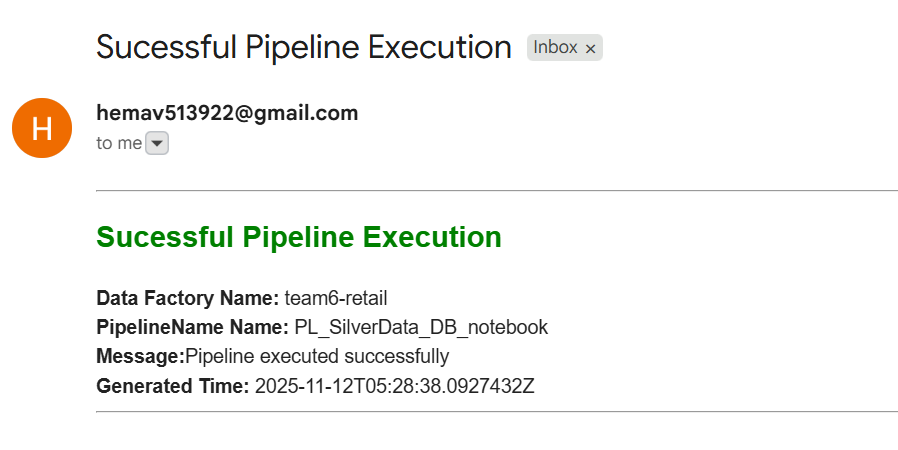 Sucessful Pipeline Execution Inbox ×
H
hemav513922@gmail.com
to me
Sucessful Pipeline Execution
Data Factory Name: team6-retail
PipelineName Name: PL_SilverData_DB_notebook
Message:Pipeline executed successfully
Generated Time: 2025-11-12T05:28:38.0927432Z